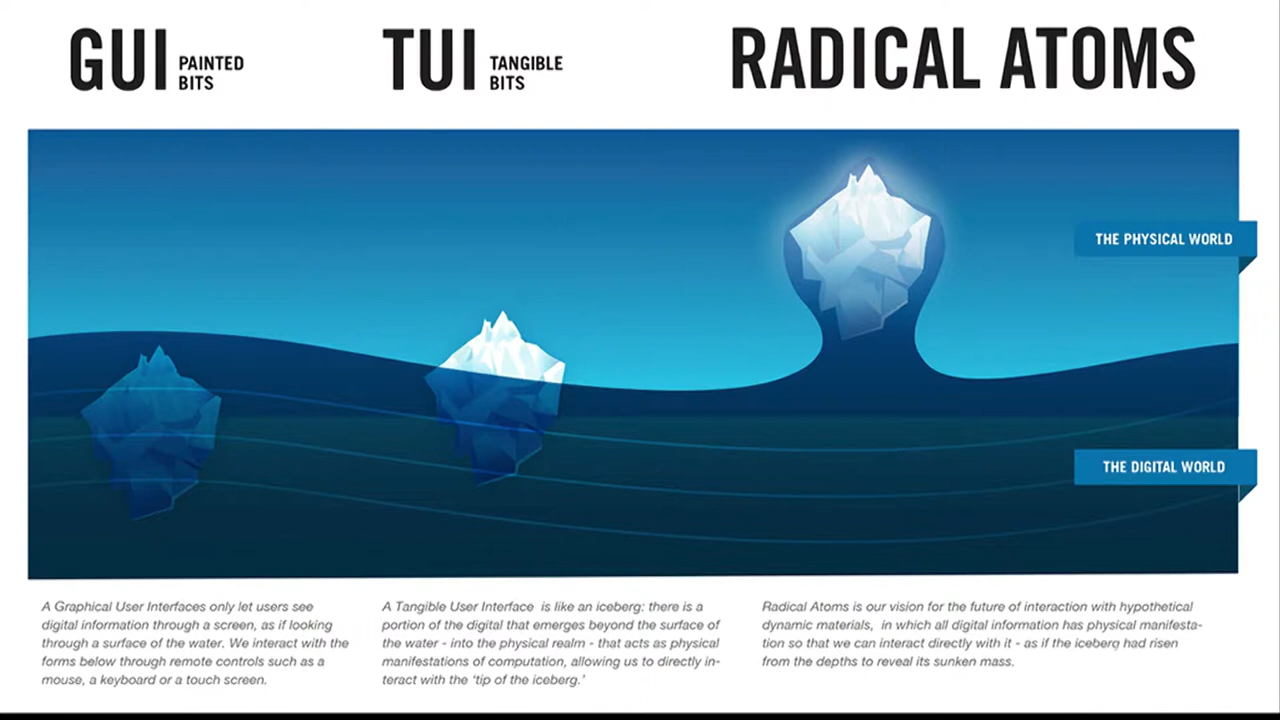 GUI PAINTED BITS
TUI TANGIBLE BITS
RADICAL ATOMS
THE PHYSICAL WORLD
THE DIGITAL WORLD
A Graphical User Interfaces only let users see
digital information through a screen, as if looking
through a surface of the water. We interact with the
forms below through remote controls such as a
mouse, a keyboard or a touch screen.
A Tangible User Interface is like an iceberg: there is a
portion of the digital that emerges beyond the surface of
the water - into the physical realm - that acts as physical
manifestations of computation, allowing us to directly in-
teract with the 'tip of the iceberg.'
Radical Atoms is our vision for the future of interaction with hypothetical
dynamic materials, in which all digital information has physical manifesta-
tion so that we can interact directly with it - as if the iceberg had risen
from the depths to reveal its sunken mass.